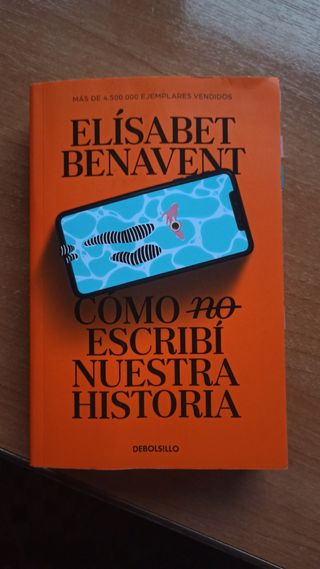 MÁS DE 4.500.000 EJEMPLARES VENDIDOS
ELÍSABET
BENAVENT
CÓMO no
ESCRIBÍ
NUESTRA
HISTORIA
DEBOLSILLO